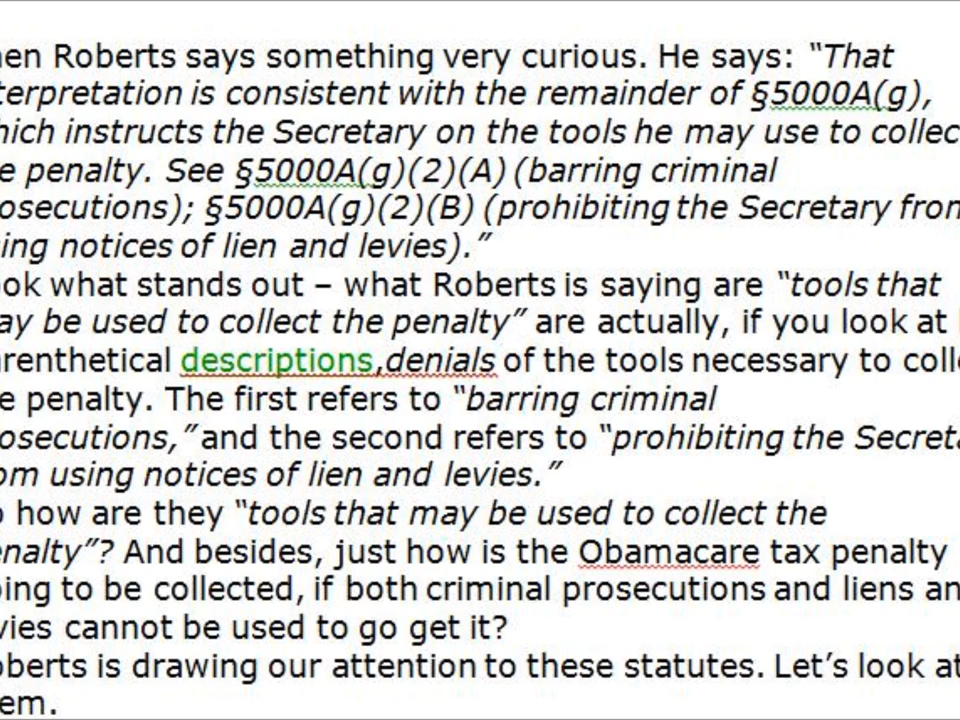 hen Roberts says something very curious. He says: “That
terpretation is consistent with the remainder of §5000A(g),
hich instructs the Secretary on the tools he may use to collec
e penalty. See §5000A(g)(2)(A) (barring criminal
osecutions); §5000A(g)(2)(B) (prohibiting the Secretary fron
ing notices of lien and levies).”
ok what stands out – what Roberts is saying are “tools that
ay be used to collect the penalty” are actually, if you look at
renthetical descriptions,denials of the tools necessary to coll
e penalty. The first refers to “barring criminal
osecutions,” and the second refers to “prohibiting the Secreta
om using notices of lien and levies.”
o how are they “tools that may be used to collect the
enalty”? And besides, just how is the Obamacare tax penalty
oing to be collected, if both criminal prosecutions and liens an
vies cannot be used to go get it?
oberts is drawing our attention to these statutes. Let’s look at
em.